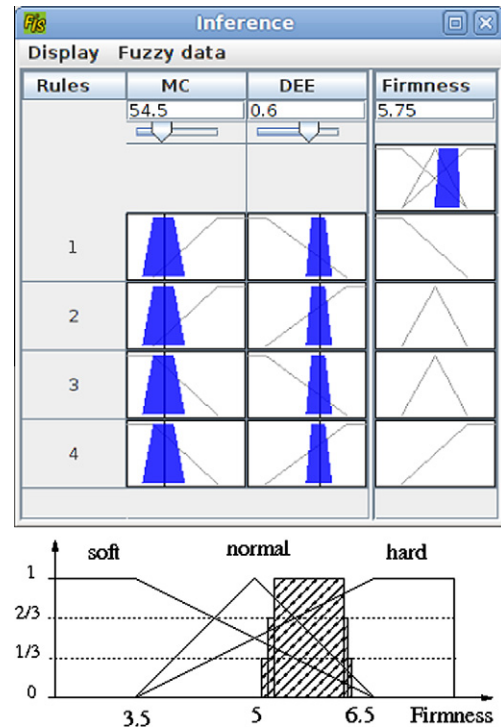 Fis Inference
Display Fuzzy data
Rules MC DEE Firmness
54.5 0.6 5.75
1
2
3
4
soft normal hard
1
2/3
1/3
0
3.5 5 6.5 Firmness